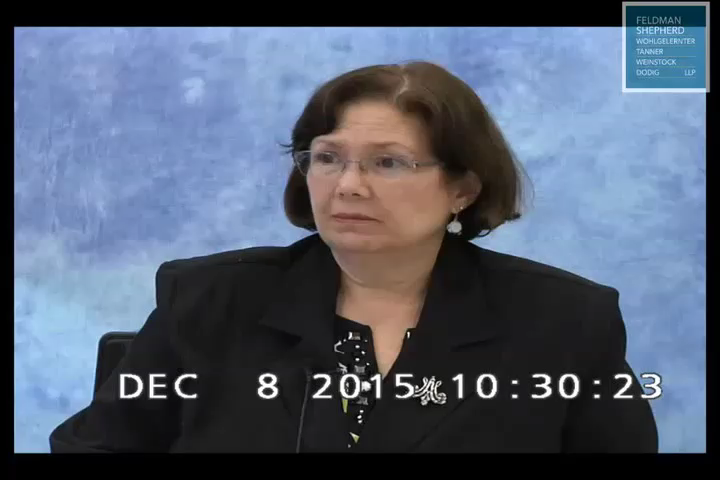 FELDMAN
SHEPHERD
WOHLGELERNTER
TANNER
WEINSTOCK
DODIG LLP
DEC 8 2015 10:30:23